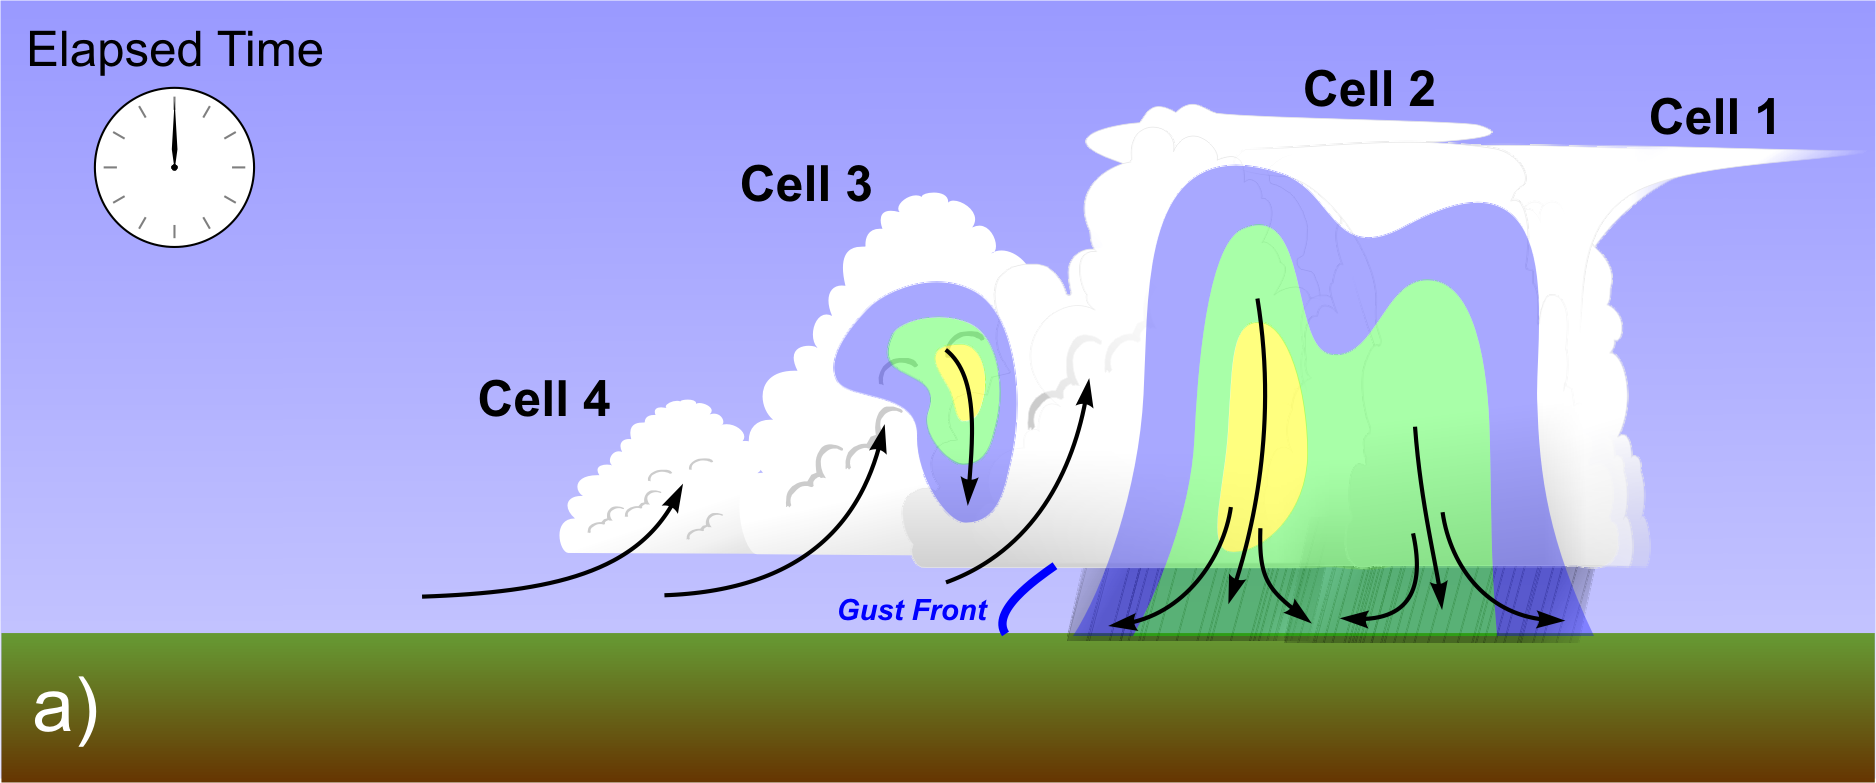 Elapsed Time
Cell 2
Cell 1
Cell 3
Cell 4
Gust Front
a)